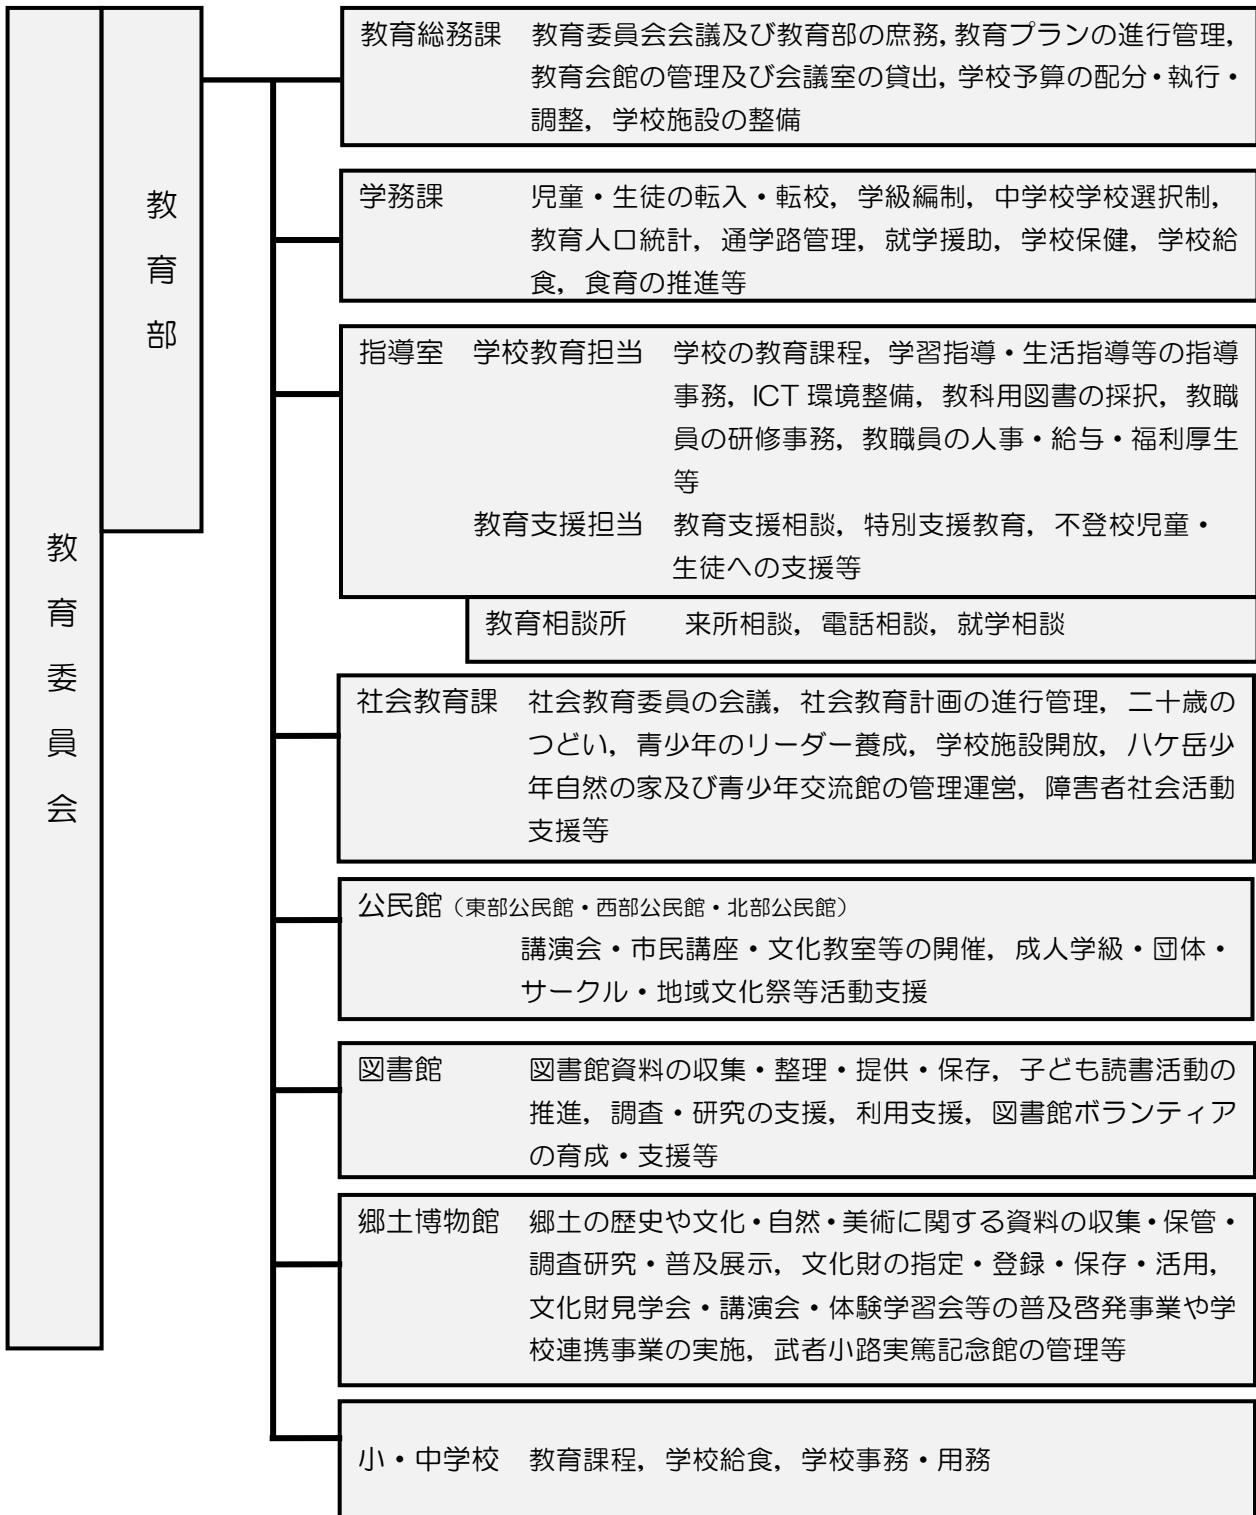 教育委員会
教育部
教育総務課 教育委員会会議及び教育部の庶務,教育プランの進行管理,
教育会館の管理及び会議室の貸出,学校予算の配分・執行・
調整，学校施設の整備
学務課 児童・生徒の転入・転校，学級編制，中学校学校選択制，
教育人口統計，通学路管理，就学援助，学校保健，学校給
食，食育の推進等
指導室 学校教育担当 学校の教育課程，学習指導・生活指導等の指導
事務，ICT 環境整備，教科用図書の採択，教職
員の研修事務，教職員の人事・給与・福利厚生
等
教育支援担当 教育支援相談，特別支援教育，不登校児童・
生徒への支援等
教育相談所 来所相談，電話相談，就学相談
社会教育課 社会教育委員の会議，社会教育計画の進行管理，二十歳の
つどい，青少年のリーダー養成，学校施設開放，八ケ岳少
年自然の家及び青少年交流館の管理運営，障害者社会活動
支援等
公民館（東部公民館・西部公民館・北部公民館）
講演会・市民講座・文化教室等の開催，成人学級・団体・
サークル・地域文化祭等活動支援
図書館 図書館資料の収集・整理・提供・保存，子ども読書活動の
推進，調査・研究の支援，利用支援，図書館ボランティア
の育成・支援等
郷土博物館 郷土の歴史や文化・自然・美術に関する資料の収集・保管・
調査研究・普及展示，文化財の指定・登録・保存・活用，
文化財見学会・講演会・体験学習会等の普及啓発事業や学
校連携事業の実施，武者小路実篤記念館の管理等
小・中学校 教育課程，学校給食，学校事務・用務